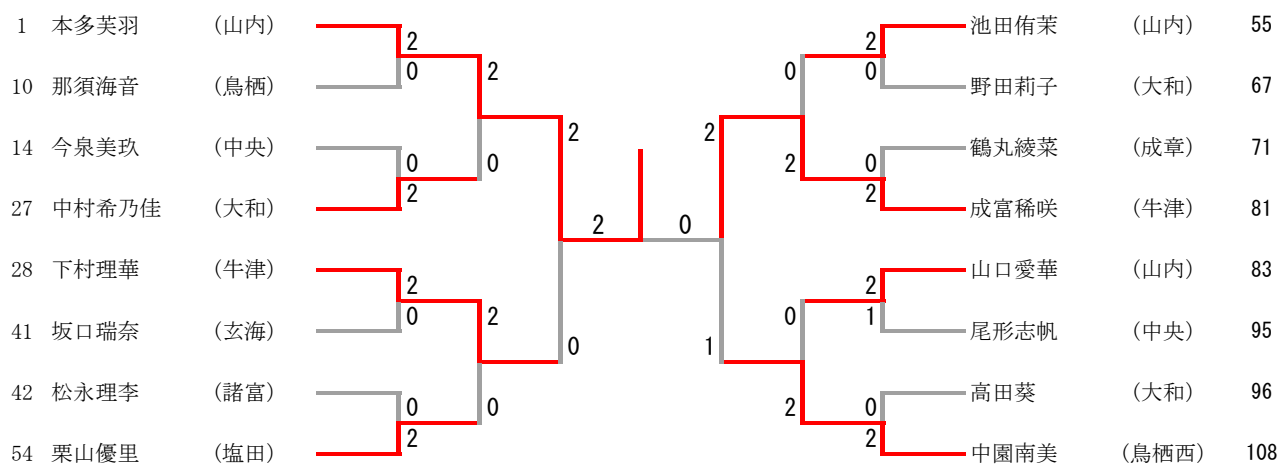 1 本多芙羽 (山内)
10 那須海音 (鳥栖)
14 今泉美玖 (中央)
27 中村希乃佳 (大和)
28 下村理華 (牛津)
41 坂口瑞奈 (玄海)
42 松永理李 (諸富)
54 栗山優里 (塩田)
2
0
0
2
2
0
0
2
2
0
2
0
2
0
2
0
2
1
0
2
0
2
2
0
0
2
2
1
0
2
池田侑茉 (山内) 55
野田莉子 (大和) 67
鶴丸綾菜 (成章) 71
成富稀咲 (牛津) 81
山口愛華 (山内) 83
尾形志帆 (中央) 95
高田葵 (大和) 96
中園南美 (鳥栖西) 108